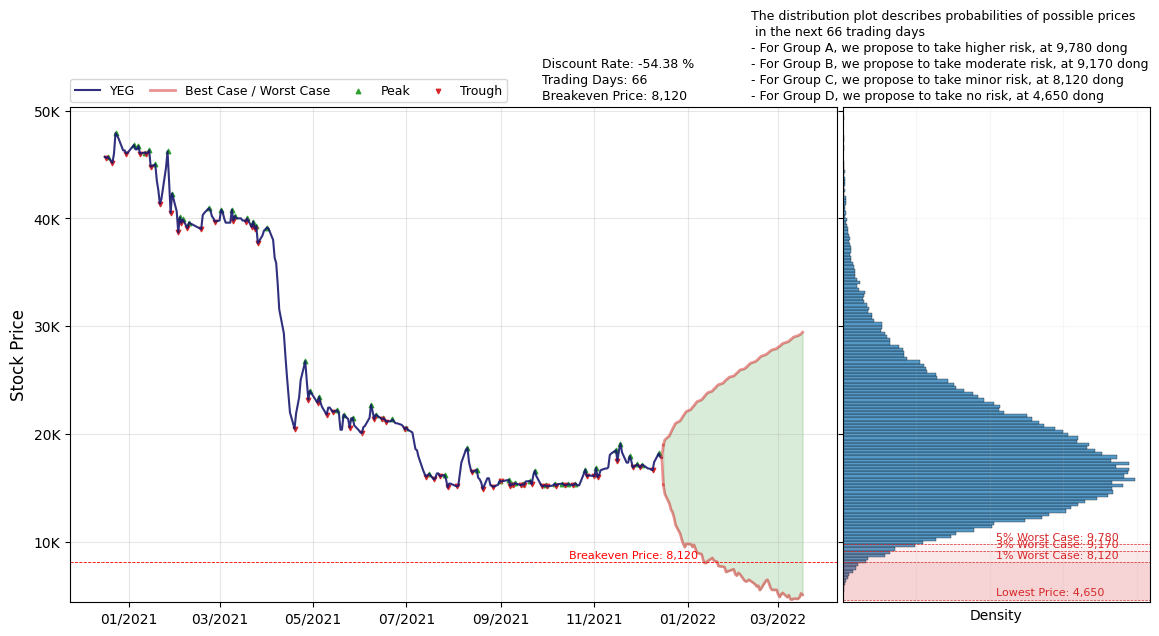 The distribution plot describes probabilities of possible prices
in the next 66 trading days
- For Group A, we propose to take higher risk, at 9,780 dong
- For Group B, we propose to take moderate risk, at 9,170 dong
- For Group C, we propose to take minor risk, at 8,120 dong
- For Group D, we propose to take no risk, at 4,650 dong
Discount Rate: -54.38 %
Trading Days: 66
Breakeven Price: 8,120
YEG Best Case / Worst Case Peak Trough
50K
40K
30K
20K
10K
Stock Price
Breakeven Price: 8,120
5% Worst Case: 9,780
3% Worst Case: 9,170
1% Worst Case: 8,120
Lowest Price: 4,650
01/2021 03/2021 05/2021 07/2021 09/2021 11/2021 01/2022 03/2022
Density